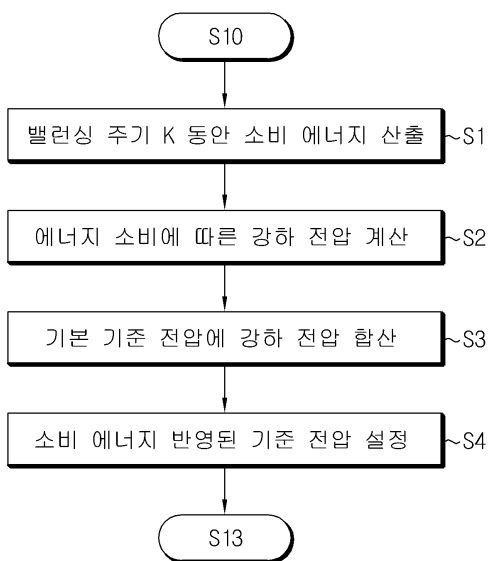 S10
밸런싱 주기 K 동안 소비 에너지 산출
S1
에너지 소비에 따른 강하 전압 계산
S2
기본 기준 전압에 강하 전압 합산
S3
소비 에너지 반영된 기준 전압 설정
S4
S13